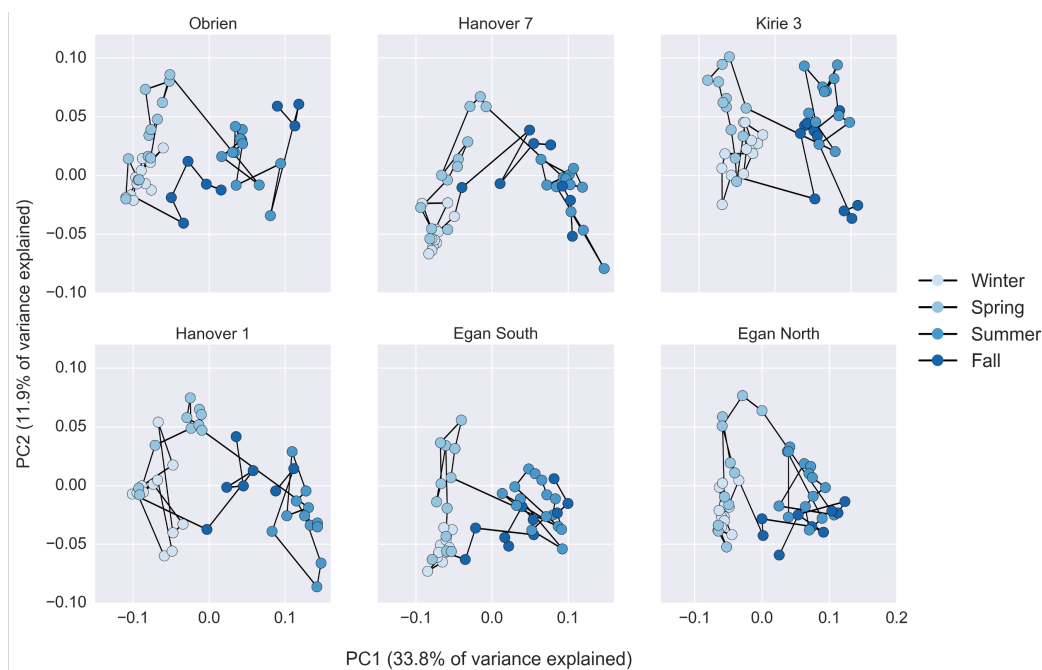 Obrien
Hanover 7
Kirie 3
0.10
0.05
0.00
−0.05
−0.10
PC2 (11.9% of variance explained)
Winter
Spring
Summer
Fall
Hanover 1
Egan South
Egan North
0.10
0.05
0.00
−0.05
−0.10
−0.1 0.0 0.1
−0.1 0.0 0.1
−0.1 0.0 0.1 0.2
PC1 (33.8% of variance explained)